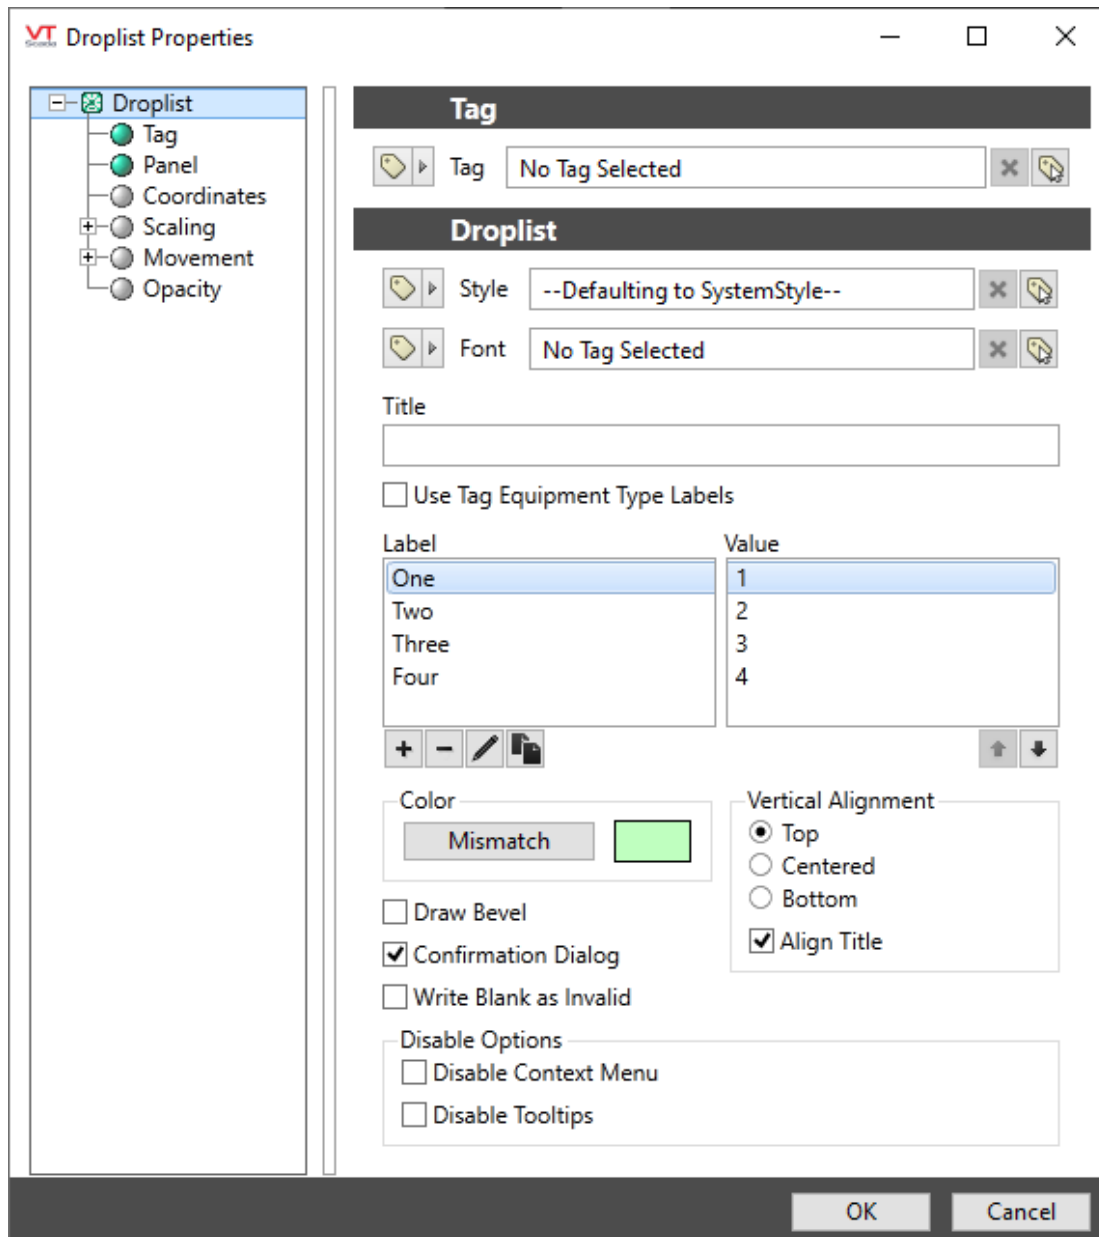 VT Scada Droplist Properties
Droplist
Tag
Panel
Coordinates
Scaling
Movement
Opacity
Tag
Tag No Tag Selected
Droplist
Style --Defaulting to SystemStyle--
Font No Tag Selected
Title
Use Tag Equipment Type Labels
Label Value
One 1
Two 2
Three 3
Four 4
Color
Mismatch
Vertical Alignment
Top
Centered
Bottom
Align Title
Draw Bevel
Confirmation Dialog
Write Blank as Invalid
Disable Options
Disable Context Menu
Disable Tooltips
OK Cancel